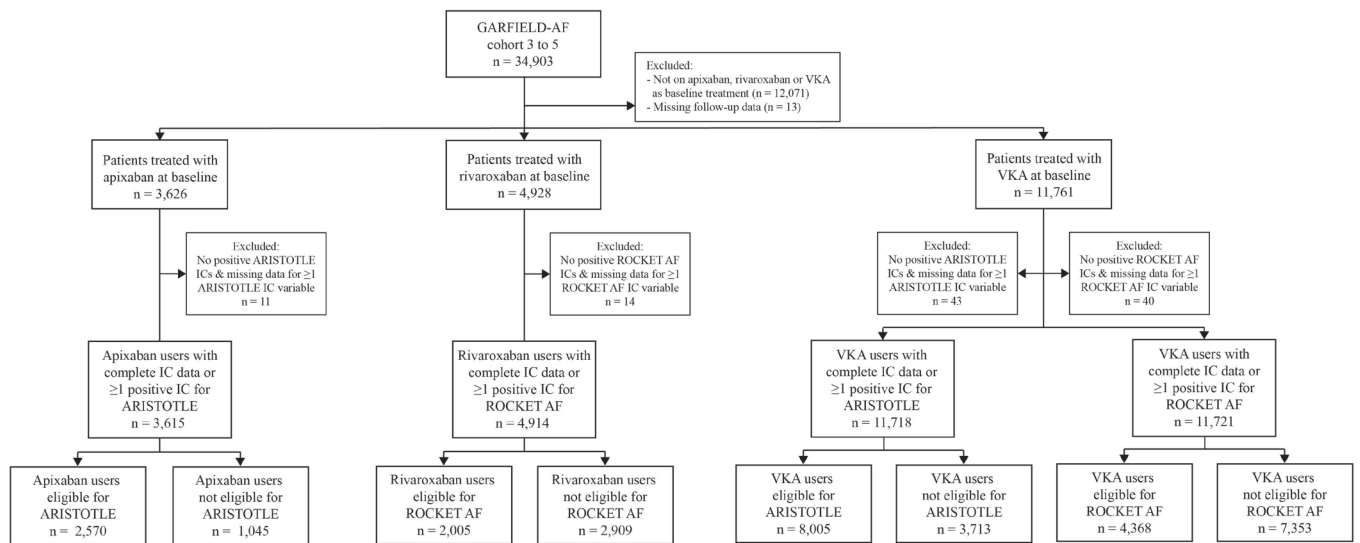 GARFIELD-AF
cohort 3 to 5
n = 34,903
Excluded:
- Not on apixaban, rivaroxaban or VKA
as baseline treatment (n = 12,071)
- Missing follow-up data (n = 13)
Patients treated with
apixaban at baseline
n = 3,626
Patients treated with
rivaroxaban at baseline
n = 4,928
Patients treated with
VKA at baseline
n = 11,761
Excluded:
No positive ARISTOTLE
ICs & missing data for ≥1
ARISTOTLE IC variable
n = 11
Excluded:
No positive ROCKET AF
ICs & missing data for ≥1
ROCKET AF IC variable
n = 14
Excluded:
No positive ARISTOTLE
ICs & missing data for ≥1
ARISTOTLE IC variable
n = 43
Excluded:
No positive ROCKET AF
ICs & missing data for ≥1
ROCKET AF IC variable
n = 40
Apixaban users with
complete IC data or
≥1 positive IC for
ARISTOTLE
n = 3,615
Rivaroxaban users with
complete IC data or
≥1 positive IC for
ROCKET AF
n = 4,914
VKA users with
complete IC data or
≥1 positive IC for
ARISTOTLE
n = 11,718
VKA users with
complete IC data or
≥1 positive IC for
ROCKET AF
n = 11,721
Apixaban users
eligible for
ARISTOTLE
n = 2,570
Apixaban users
not eligible for
ARISTOTLE
n = 1,045
Rivaroxaban users
eligible for
ROCKET AF
n = 2,005
Rivaroxaban users
not eligible for
ROCKET AF
n = 2,909
VKA users
eligible for
ARISTOTLE
n = 8,005
VKA users
not eligible for
ARISTOTLE
n = 3,713
VKA users
eligible for
ROCKET AF
n = 4,368
VKA users
not eligible for
ROCKET AF
n = 7,353